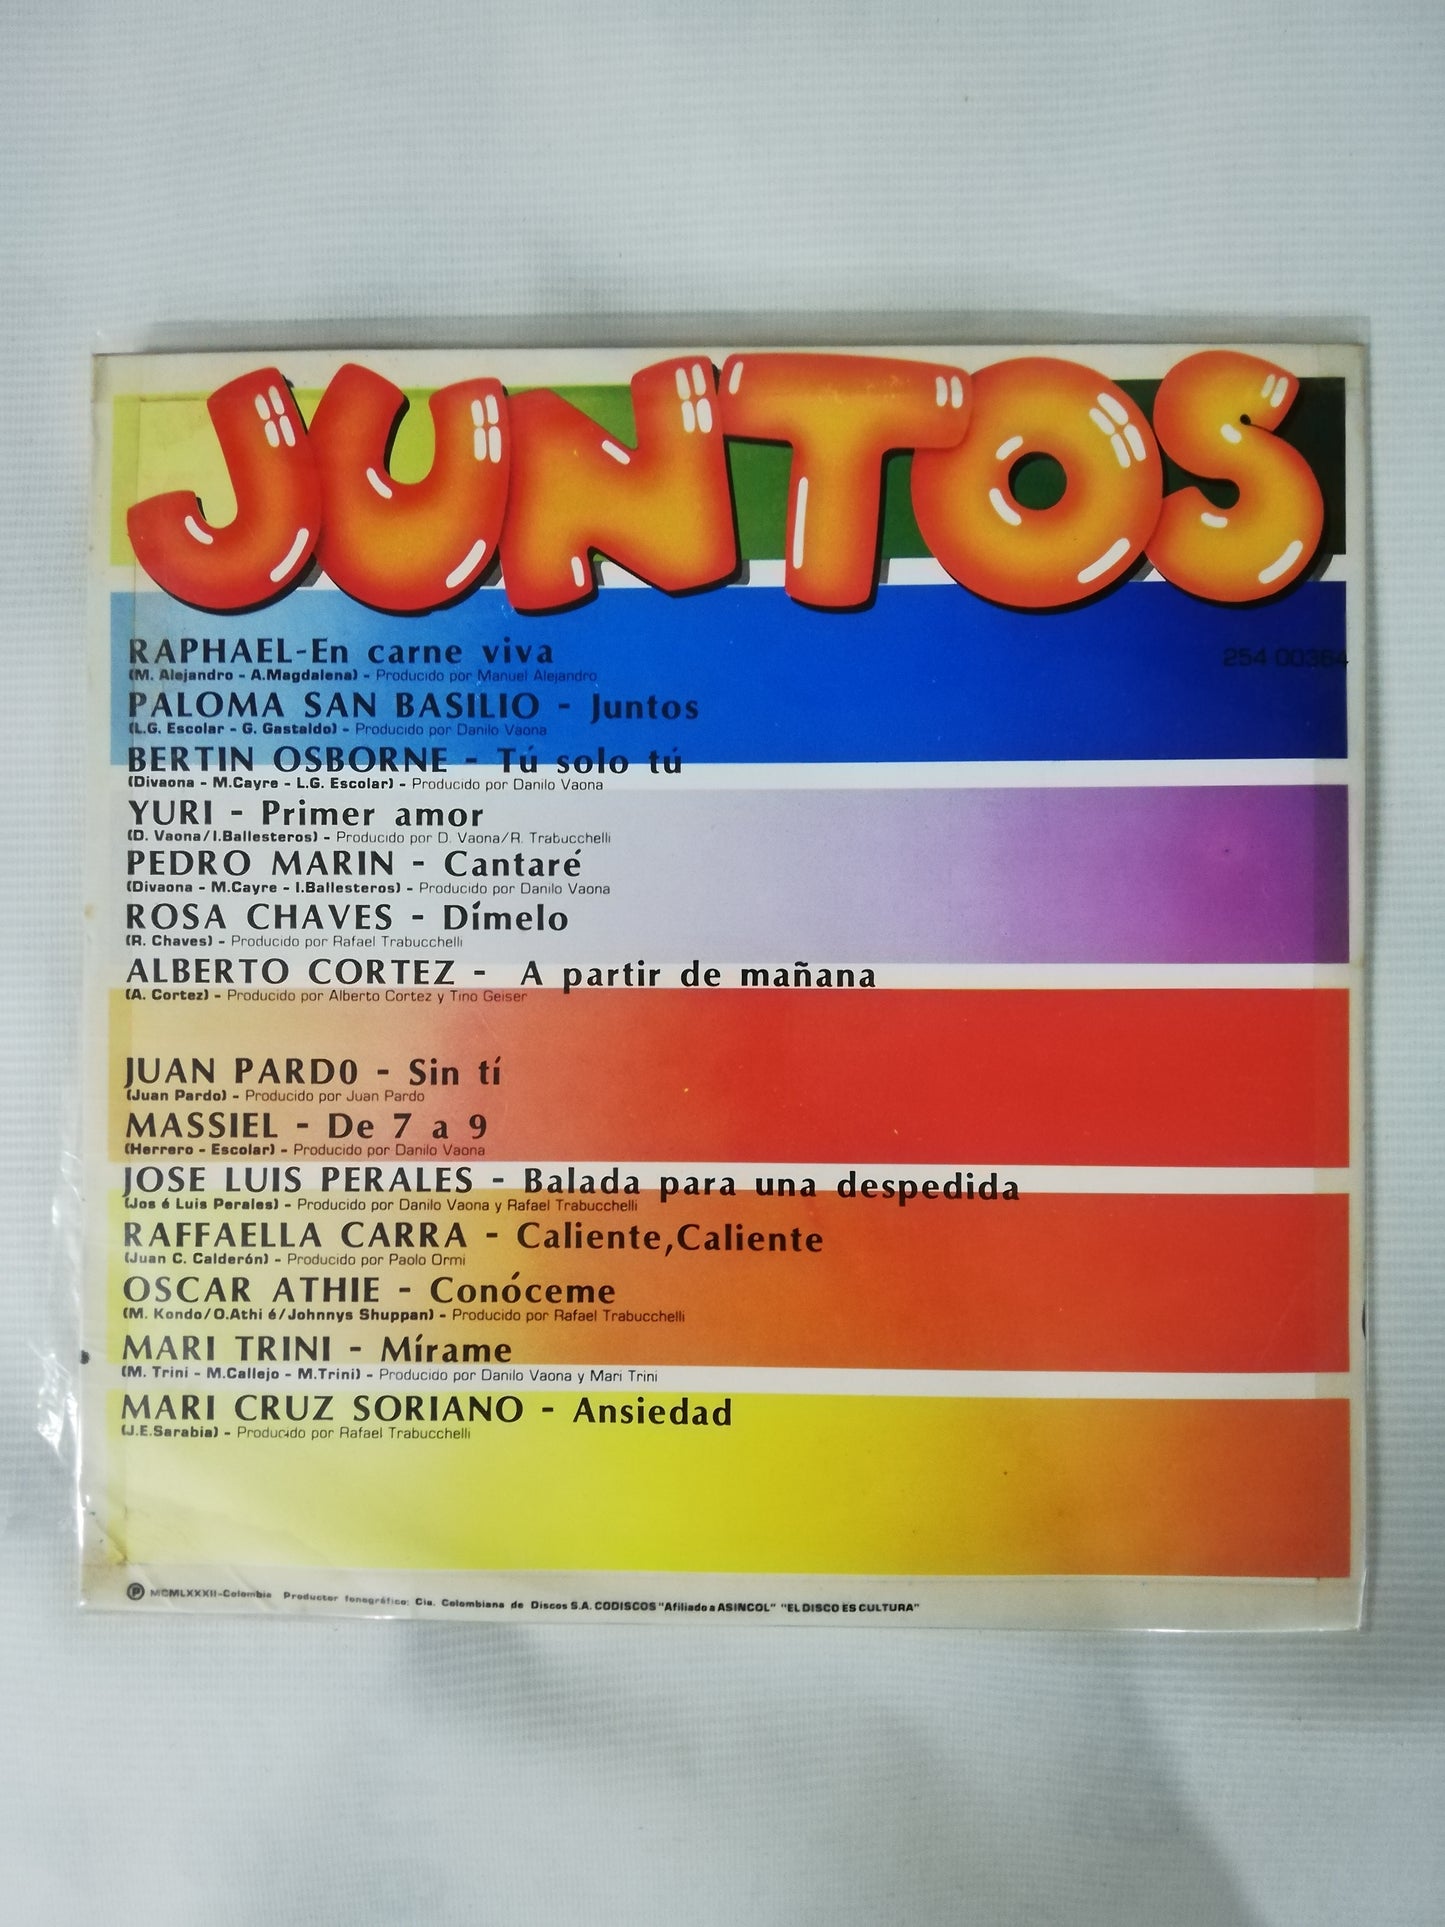 JUNTOS
RAPHAEL-En carne viva
254 00364
(M. Alejandro - A.Magdalena) - Producido por Manuel Alejandro
PALOMA SAN BASILIO - Juntos
(L.G. Escolar - G. Gastaldo) - Producido por Danilo Vaona
BERTIN OSBORNE - Tú solo tú
(Divaona - M.Cayre - L.G. Escolar) - Producido por Danilo Vaona
YURI - Primer amor
(D. Vaona/I.Ballesteros) - Producido por D. Vaona/R. Trabucchelli
PEDRO MARIN - Cantaré
(Divaona - M.Cayre - I.Ballesteros) - Producido por Danilo Vaona
ROSA CHAVES - Dímelo
(R. Chaves) - Producido por Rafael Trabucchelli
ALBERTO CORTEZ - A partir de mañana
(A. Cortez) - Producido por Alberto Cortez y Tino Geiser
JUAN PARDO - Sin tí
(Juan Pardo) - Producido por Juan Pardo
MASSIEL - De 7 a 9
(Herrero - Escolar) - Producido por Danilo Vaona
JOSE LUIS PERALES - Balada para una despedida
(Jos é Luis Perales) - Producido por Danilo Vaona y Rafael Trabucchelli
RAFFAELLA CARRA - Caliente,Caliente
(Juan C. Calderón) - Producido por Paolo Ormi
OSCAR ATHIE - Conóceme
(M. Kondo/O.Athi é/Johnnys Shuppan) - Producido por Rafael Trabucchelli
MARI TRINI - Mírame
(M. Trini - M.Callejo - M.Trini) - Producido por Danilo Vaona y Mari Trini
MARI CRUZ SORIANO - Ansiedad
(J.E.Sarabia) - Producido por Rafael Trabucchelli
Ⓟ MCMLXXXII-Colombia Productor fonográfico: Cia. Colombiana de Discos S.A. CODISCOS "Afiliado a ASINCOL" "EL DISCO ES CULTURA"